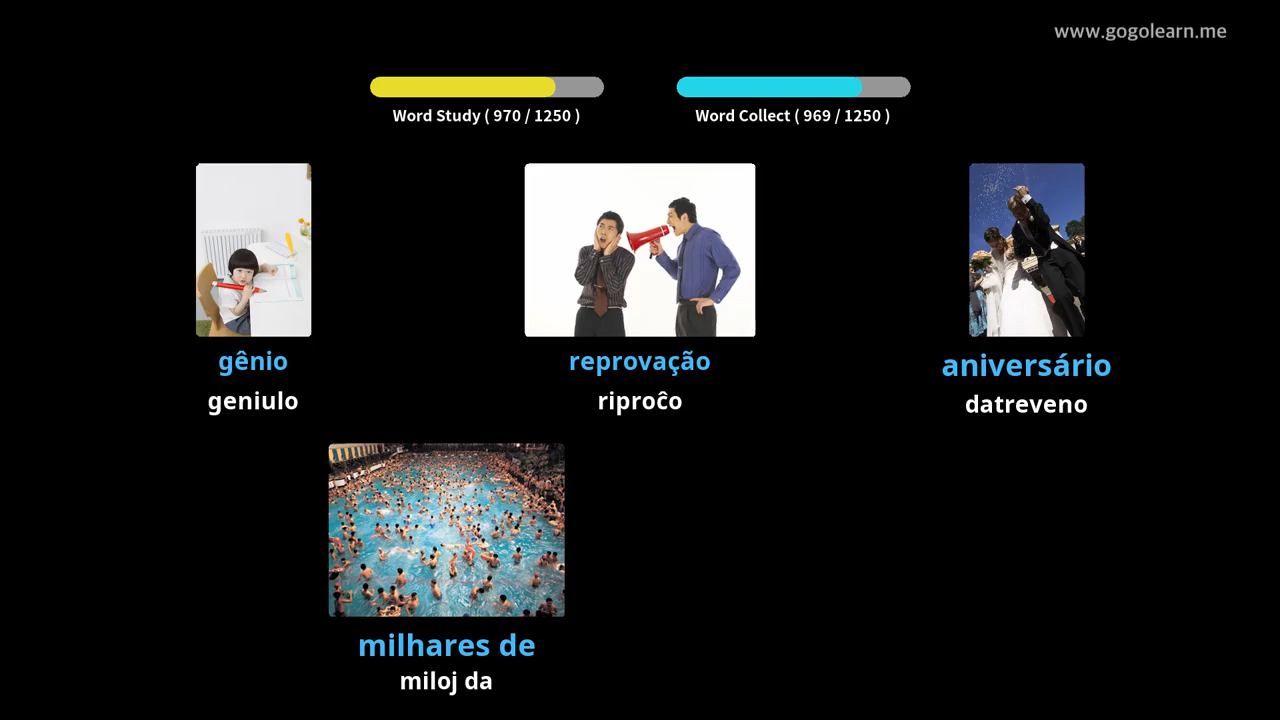 www.gogolearn.me
Word Study ( 970 / 1250 )
Word Collect ( 969 / 1250 )
gênio
geniulo
reprovação
riproĉo
aniversário
datreveno
milhares de
miloj da